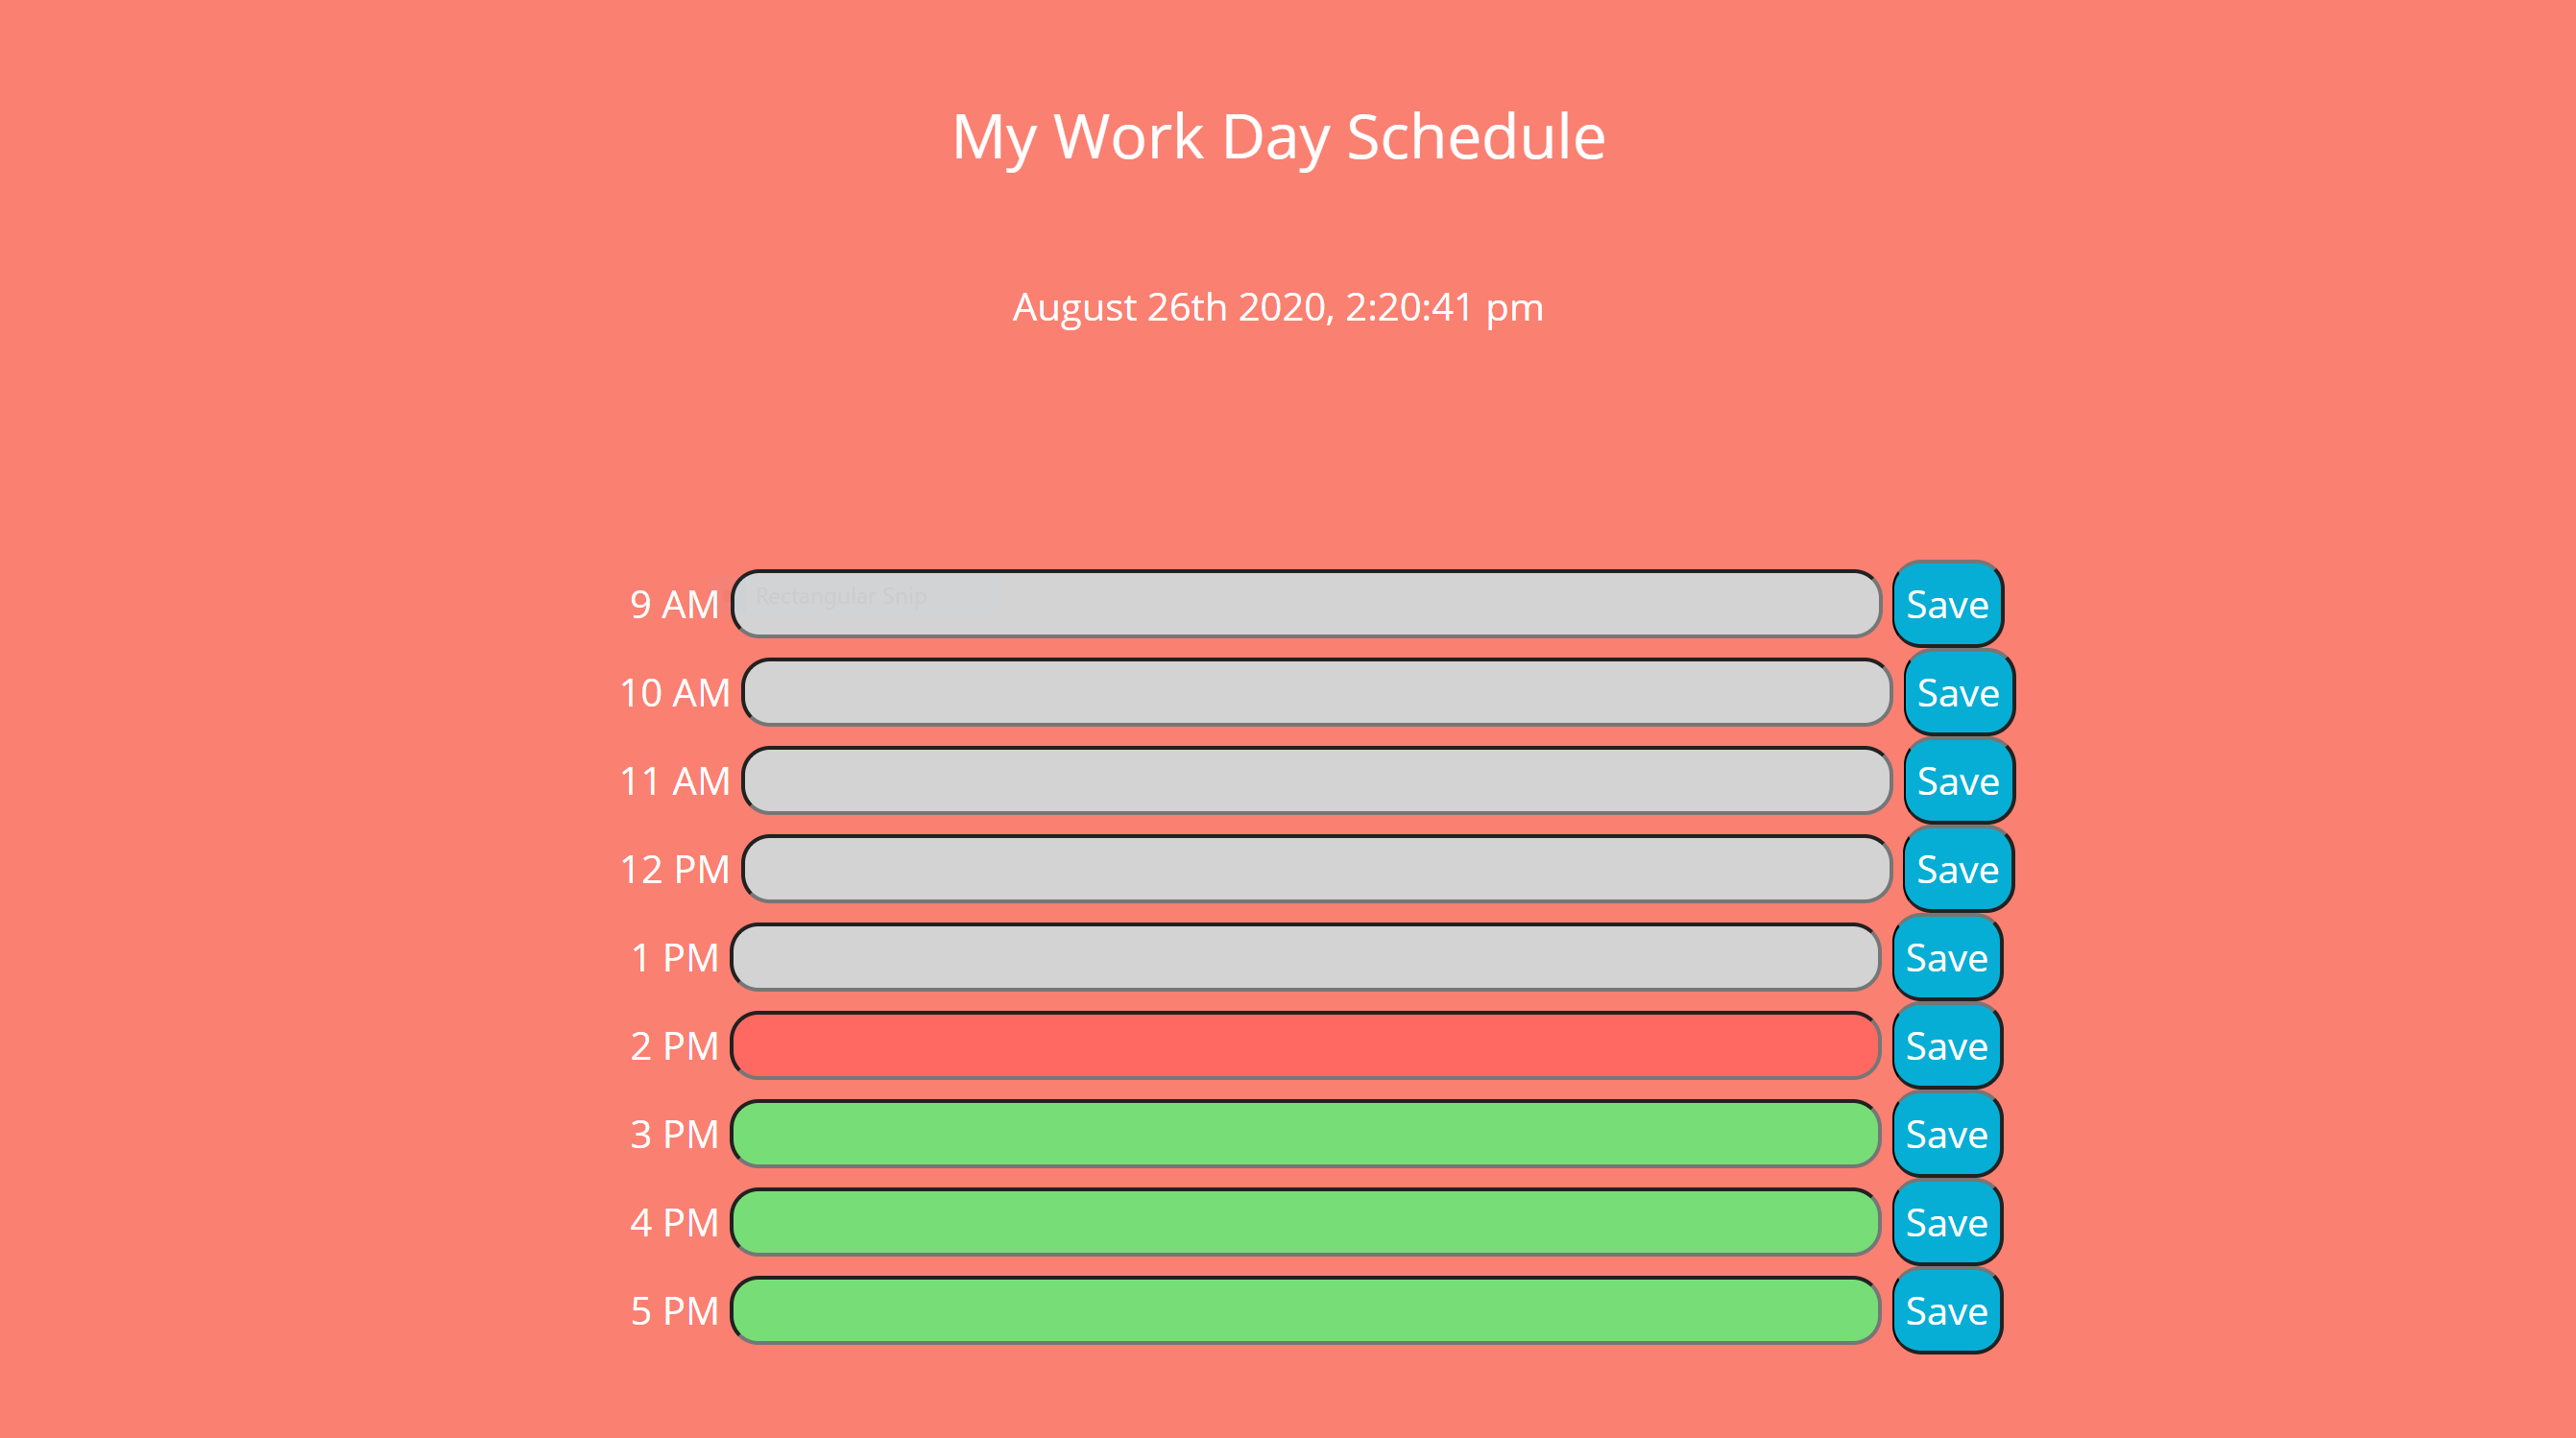 My Work Day Schedule
August 26th 2020, 2:20:41 pm
9 AM Rectangular Snip Save
10 AM Save
11 AM Save
12 PM Save
1 PM Save
2 PM Save
3 PM Save
4 PM Save
5 PM Save